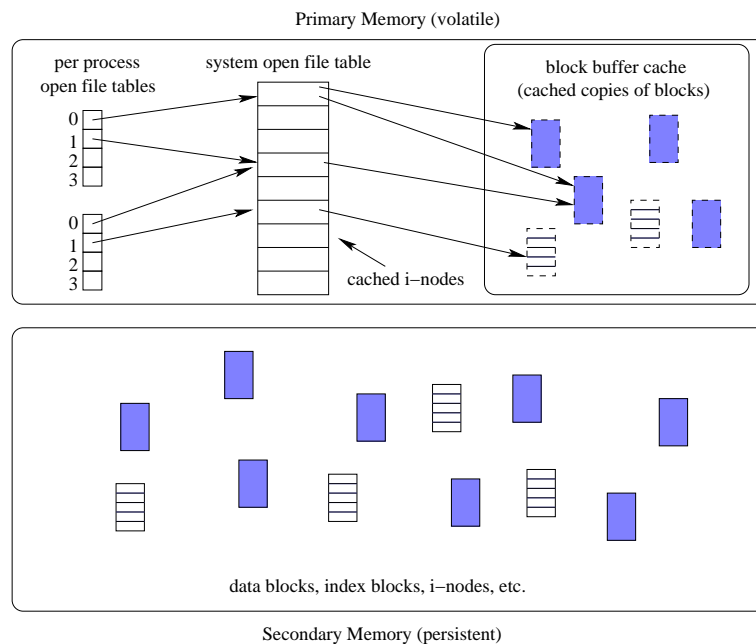 Primary Memory (volatile)
per process
open file tables
system open file table
block buffer cache
(cached copies of blocks)
0
1
2
3
0
1
2
3
cached i−nodes
data blocks, index blocks, i−nodes, etc.
Secondary Memory (persistent)